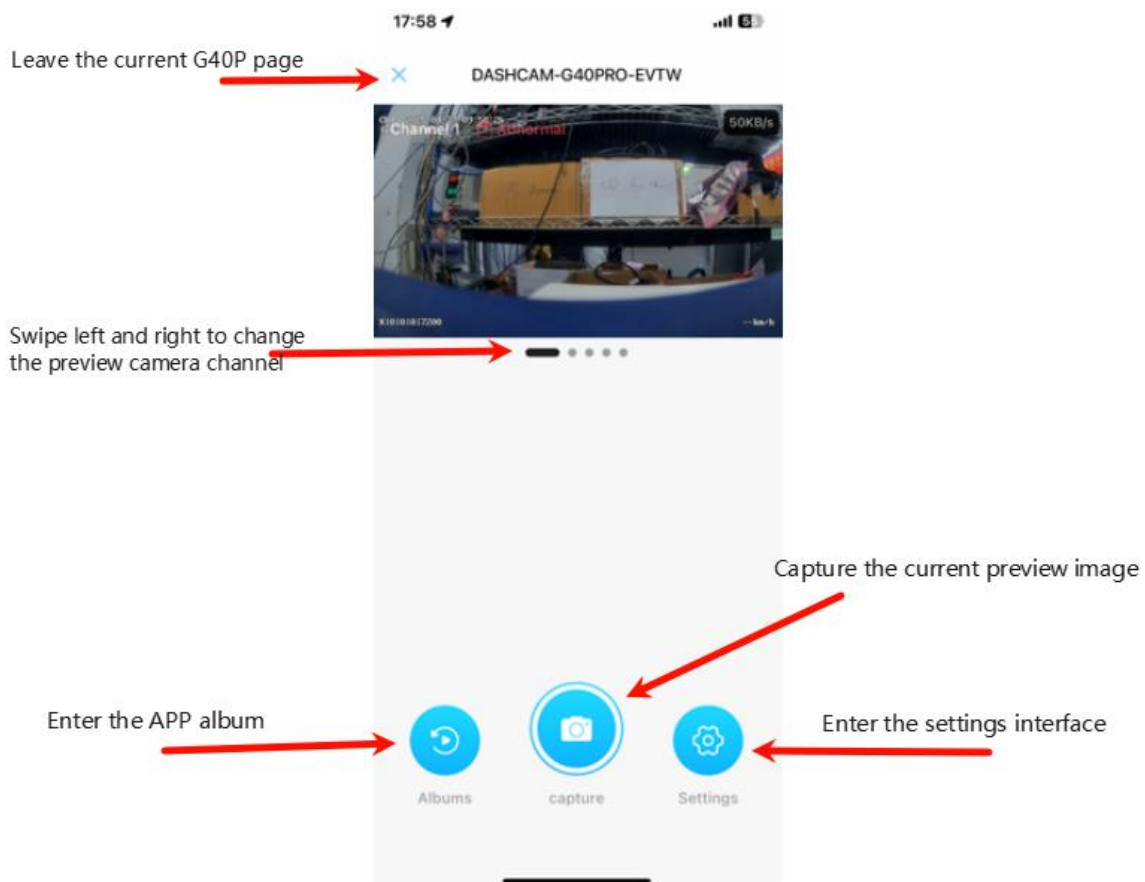 17:58
Leave the current G40P page
DASHCAM-G40PRO-EVTW
Channel 1 Abnormal
50KB/s
--km/h
Swipe left and right to change
the preview camera channel
Capture the current preview image
Enter the APP album
Enter the settings interface
Albums
capture
Settings